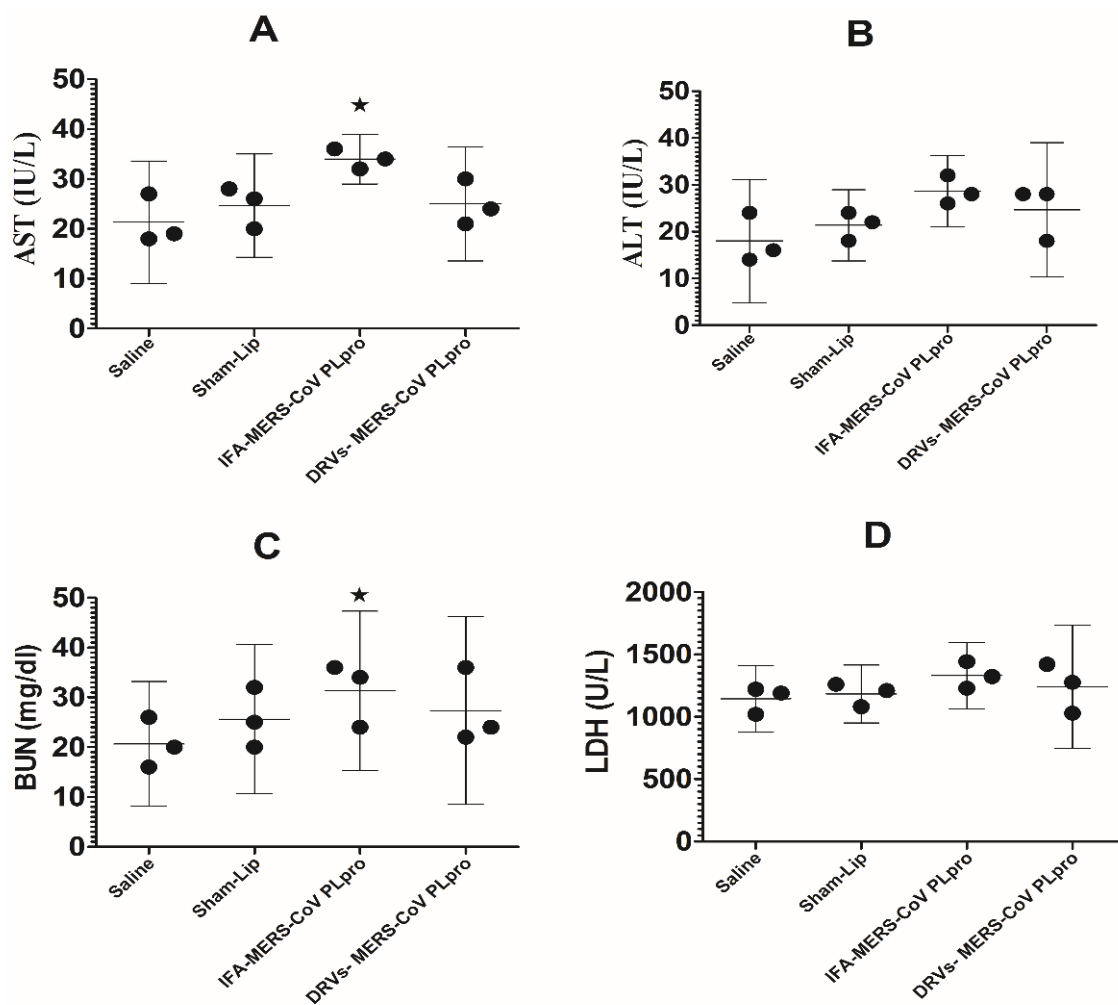 A
AST (IU/L)
50
40
30
20
10
0
★
Saline
Sham-Lip
IFA-MERS-CoV PLpro
DRVs- MERS-CoV PLpro
B
ALT (IU/L)
50
40
30
20
10
0
Saline
Sham-Lip
IFA-MERS-CoV PLpro
DRVs- MERS-CoV PLpro
C
BUN (mg/dl)
50
40
30
20
10
0
★
Saline
Sham-Lip
IFA-MERS-CoV PLpro
DRVs- MERS-CoV PLpro
D
LDH (U/L)
2000
1500
1000
500
0
Saline
Sham-Lip
IFA-MERS-CoV PLpro
DRVs- MERS-CoV PLpro